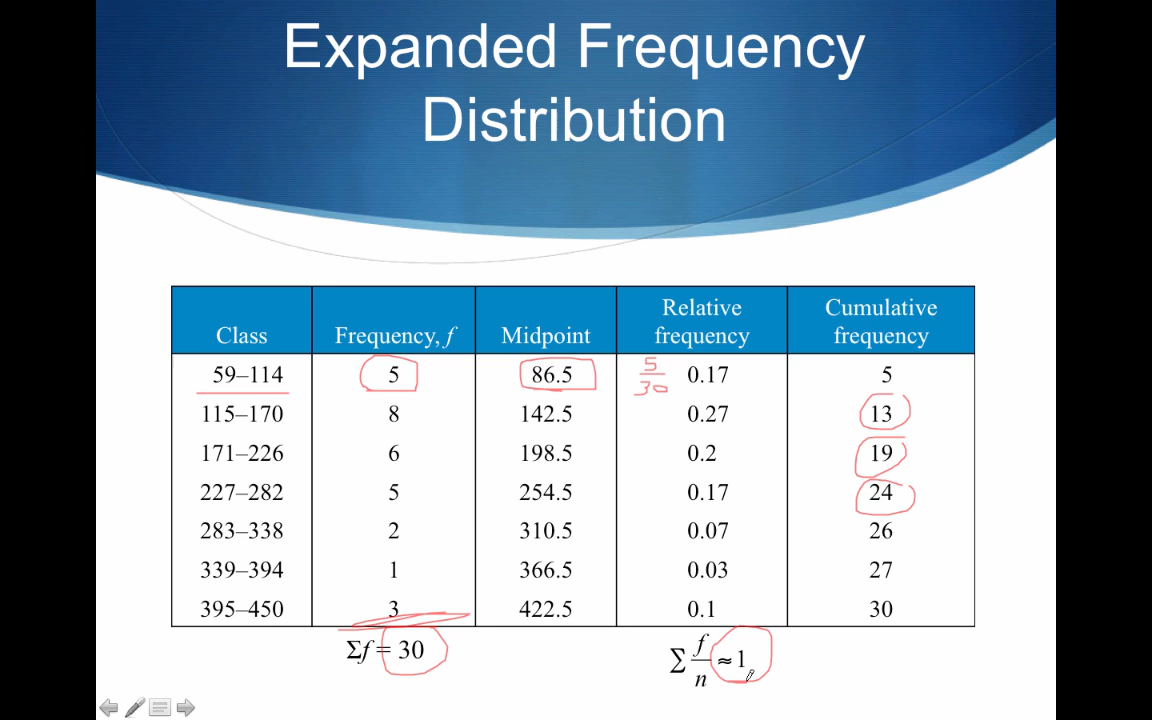 Expanded Frequency
Distribution
Class Frequency, f Midpoint Relative frequency Cumulative frequency
59–114 5 86.5 5/30 0.17 5
115–170 8 142.5 0.27 13
171–226 6 198.5 0.2 19
227–282 5 254.5 0.17 24
283–338 2 310.5 0.07 26
339–394 1 366.5 0.03 27
395–450 3 422.5 0.1 30
Σf = 30 Σ f/n ≈ 1